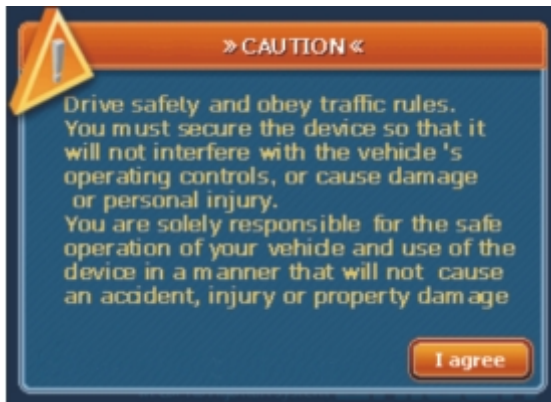 »CAUTION«
Drive safety and obey traffic rules.
You must secure the device so that it
will not interfere with the vehicle 's
operating controls, or cause damage
or personal injury.
You are solely responsible for the safe
operation of your vehicle and use of the
device in a manner that will not cause
an accident, injury or property damage
I agree